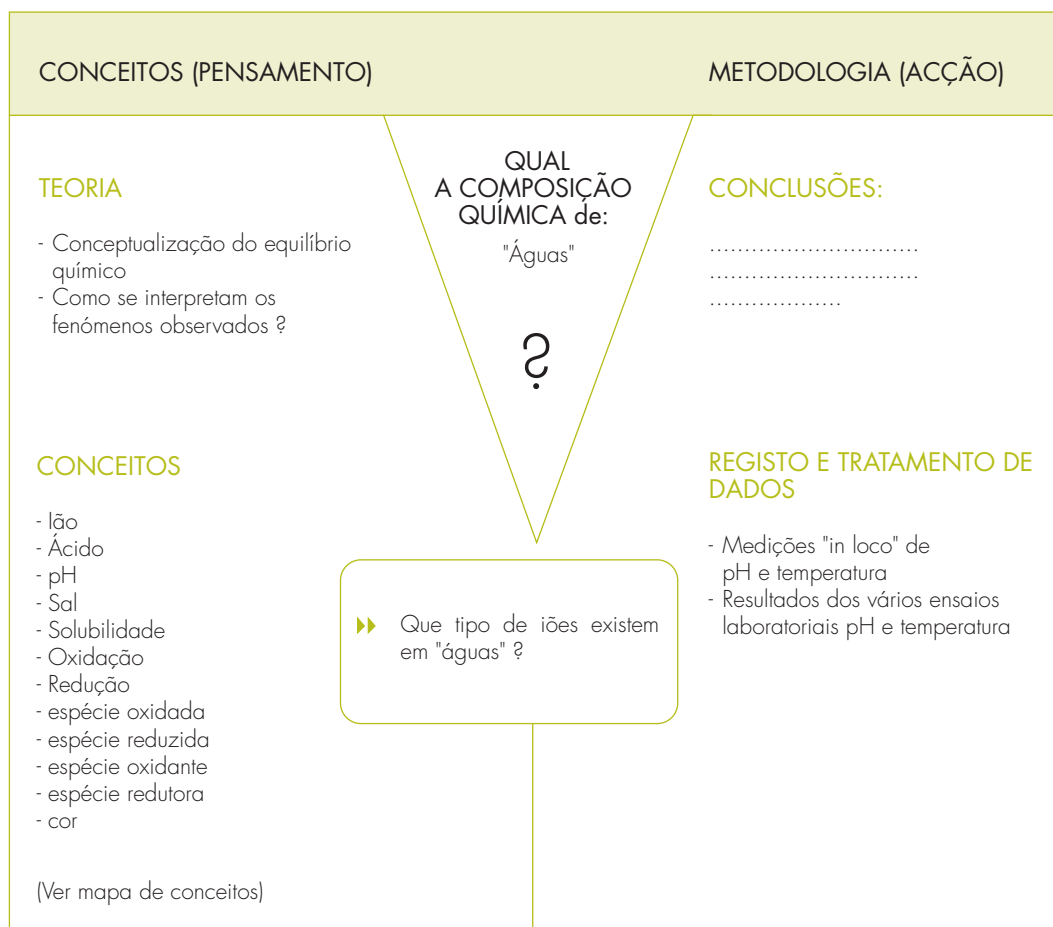 CONCEITOS (PENSAMENTO)
METODOLOGIA (ACÇÃO)
TEORIA
- Conceptualização do equilíbrio
químico
- Como se interpretam os
fenómenos observados ?
CONCEITOS
- Ião
- Ácido
- pH
- Sal
- Solubilidade
- Oxidação
- Redução
- espécie oxidada
- espécie reduzida
- espécie oxidante
- espécie redutora
- cor
(Ver mapa de conceitos)
QUAL
A COMPOSIÇÃO
QUÍMICA de:
"Águas"
?
Que tipo de iões existem
em "águas" ?
CONCLUSÕES:
..............................
..............................
...................
REGISTO E TRATAMENTO DE
DADOS
- Medições "in loco" de
pH e temperatura
- Resultados dos vários ensaios
laboratoriais pH e temperatura